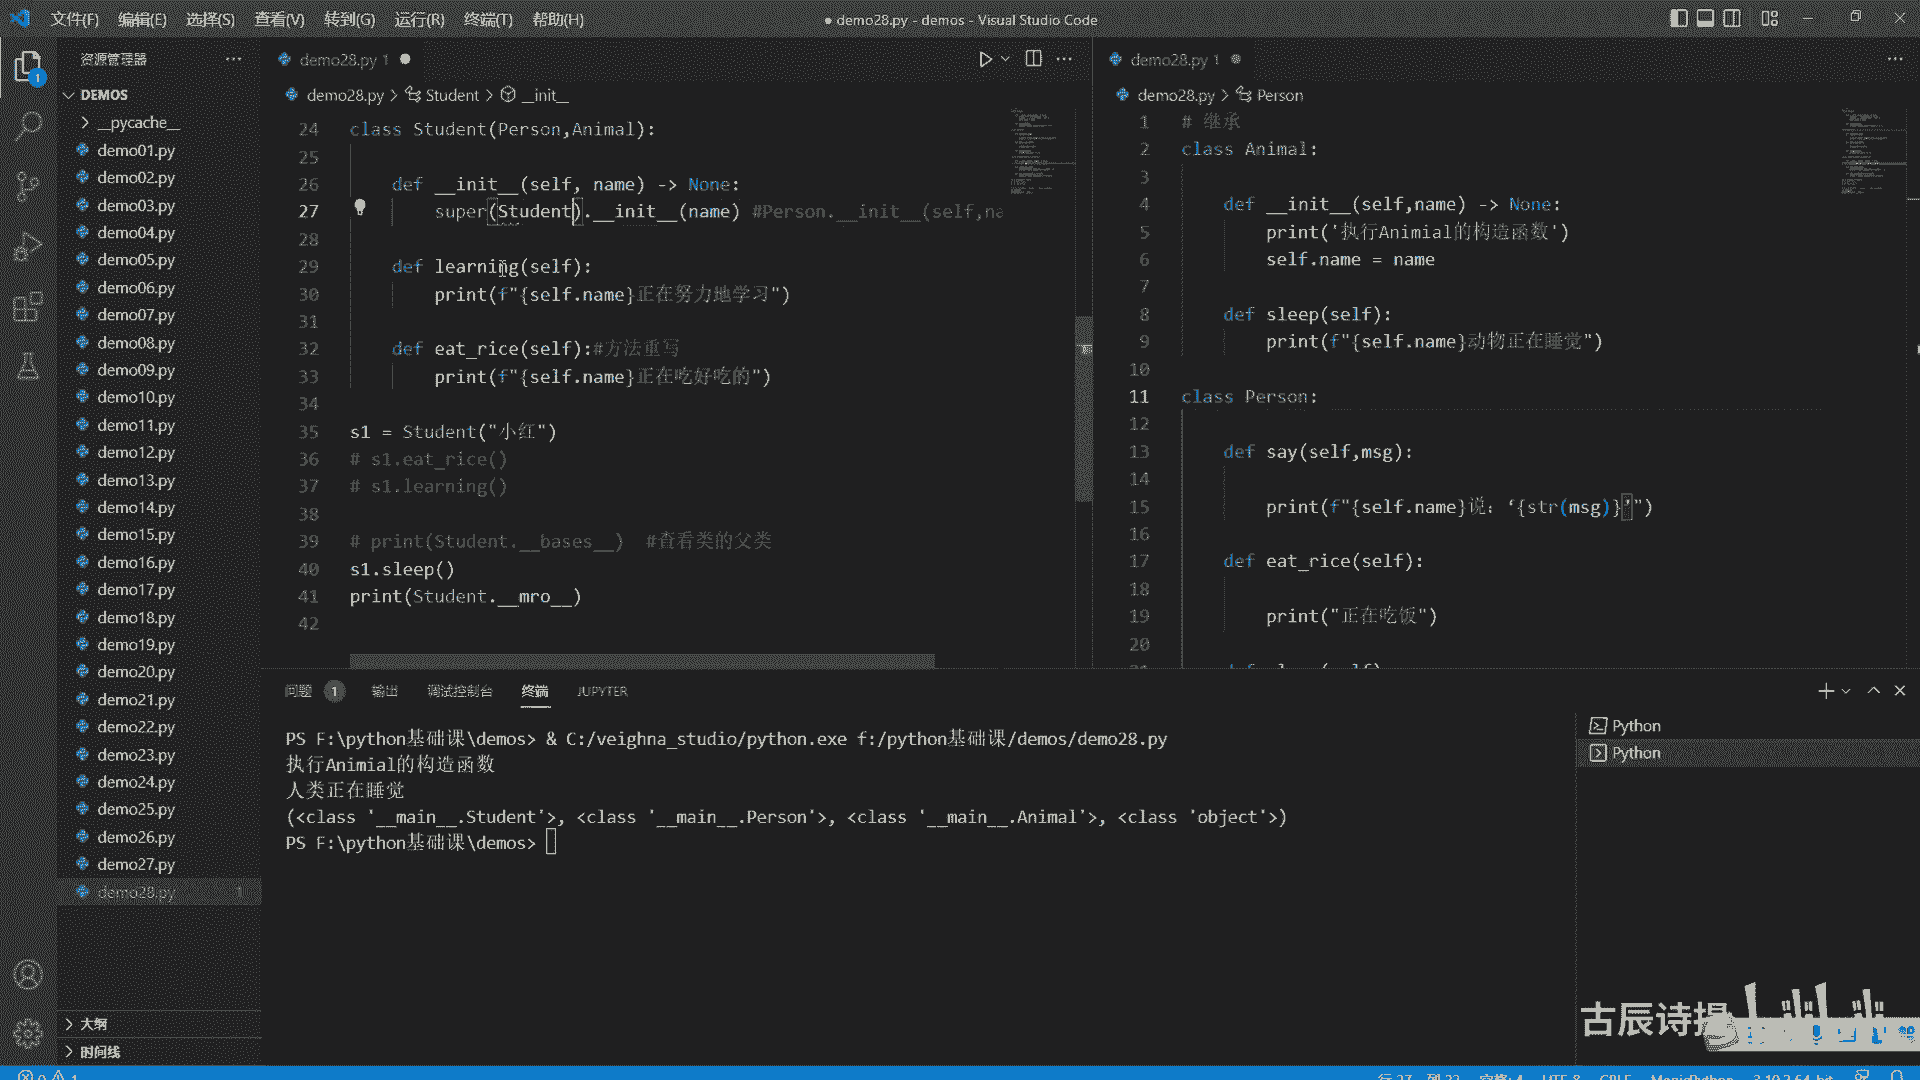 文件(F) 编辑(E) 选择(S) 查看(V) 转到(G) 运行(R) 终端(T) 帮助(H)
● demo28.py - demos - Visual Studio Code
资源管理器
DEMOS
__pycache__
demo01.py
demo02.py
demo03.py
demo04.py
demo05.py
demo06.py
demo07.py
demo08.py
demo09.py
demo10.py
demo11.py
demo12.py
demo13.py
demo14.py
demo15.py
demo16.py
demo17.py
demo18.py
demo19.py
demo20.py
demo21.py
demo22.py
demo23.py
demo24.py
demo25.py
demo26.py
demo27.py
demo28.py 1
大纲
时间线
demo28.py 1
demo28.py > Student > __init__
24 class Student(Person,Animal):
25
26 def __init__(self, name) -> None:
27 super(Student).__init__(name) #Person.__init__(self,na
28
29 def learning(self):
30 print(f"{self.name}正在努力地学习")
31
32 def eat_rice(self):#方法重写
33 print(f"{self.name}正在吃好吃的")
34
35 s1 = Student("小红")
36 # s1.eat_rice()
37 # s1.learning()
38
39 # print(Student.__bases__) #查看类的父类
40 s1.sleep()
41 print(Student.__mro__)
42
demo28.py 1
demo28.py > Person
1 # 继承
2 class Animal:
3
4 def __init__(self,name) -> None:
5 print('执行Animial的构造函数')
6 self.name = name
7
8 def sleep(self):
9 print(f"{self.name}动物正在睡觉")
10
11 class Person:
12
13 def say(self,msg):
14
15 print(f"{self.name}说：‘{str(msg)}’")
16
17 def eat_rice(self):
18
19 print("正在吃饭")
20
问题 1 输出 调试控制台 终端 JUPYTER
PS F:\python基础课\demos> & C:/veighna_studio/python.exe f:/python基础课/demos/demo28.py
执行Animial的构造函数
人类正在睡觉
(<class '__main__.Student'>, <class '__main__.Person'>, <class '__main__.Animal'>, <class 'object'>)
PS F:\python基础课\demos>
Python
Python
古辰诗